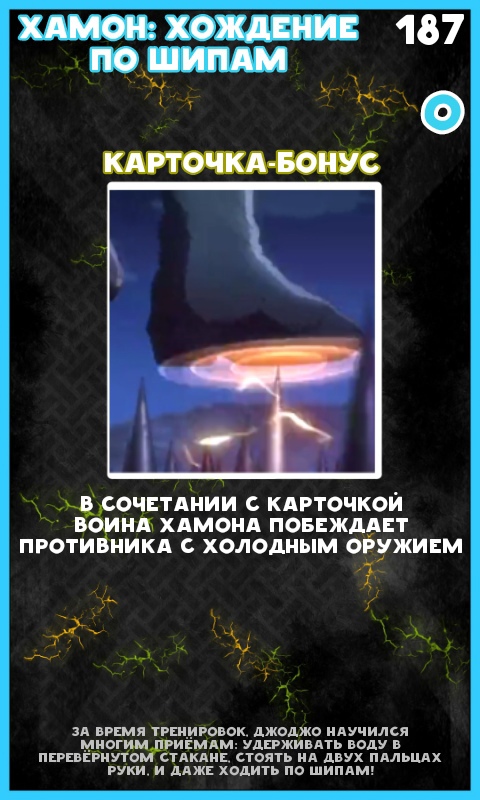 ХАМОН: ХОЖДЕНИЕ
ПО ШИПАМ
187
КАРТОЧКА-БОНУС
В СОЧЕТАНИИ С КАРТОЧКОЙ
ВОИНА ХАМОНА ПОБЕЖДАЕТ
ПРОТИВНИКА С ХОЛОДНЫМ ОРУЖИЕМ
ЗА ВРЕМЯ ТРЕНИРОВОК, ДЖОДЖО НАУЧИЛСЯ
МНОГИМ ПРИЁМАМ: УДЕРЖИВАТЬ ВОДУ В
ПЕРЕВЁРНУТОМ СТАКАНЕ, СТОЯТЬ НА ДВУХ ПАЛЬЦАХ
РУКИ, И ДАЖЕ ХОДИТЬ ПО ШИПАМ!